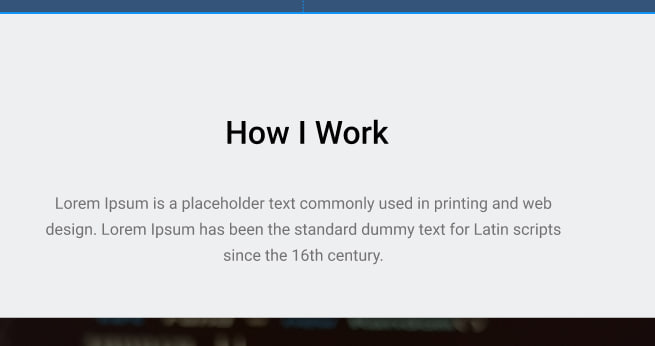 How I Work
Lorem Ipsum is a placeholder text commonly used in printing and web
design. Lorem Ipsum has been the standard dummy text for Latin scripts
since the 16th century.